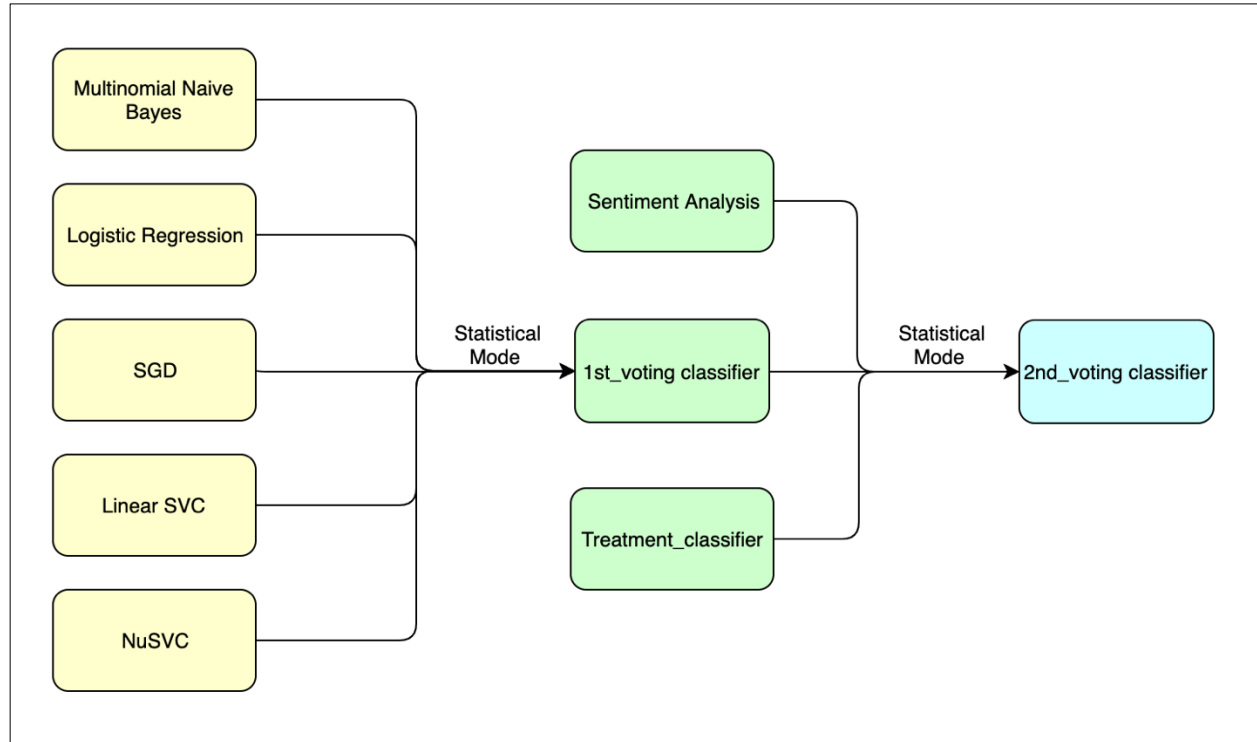 Multinomial Naive
Bayes
Logistic Regression
SGD
Linear SVC
NuSVC
Statistical
Mode
Sentiment Analysis
1st_voting classifier
Treatment_classifier
Statistical
Mode
2nd_voting classifier